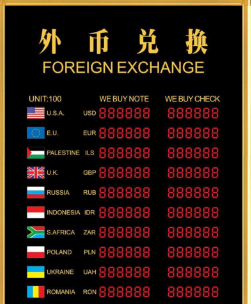 外币兑换
FOREIGN EXCHANGE
UNIT:100 WE BUY NOTE WE BUY CHECK
U.S.A. USD 888888 888888
E.U. EUR 888888 888888
PALESTINE ILS 888888 888888
U.K. GBP 888888 888888
RUSSIA RUB 888888 888888
INDONESIA IDR 888888 888888
S.AFRICA ZAR 888888 888888
POLAND PLN 888888 888888
UKRAINE UAH 888888 888888
ROMANIA RON 888888 888888